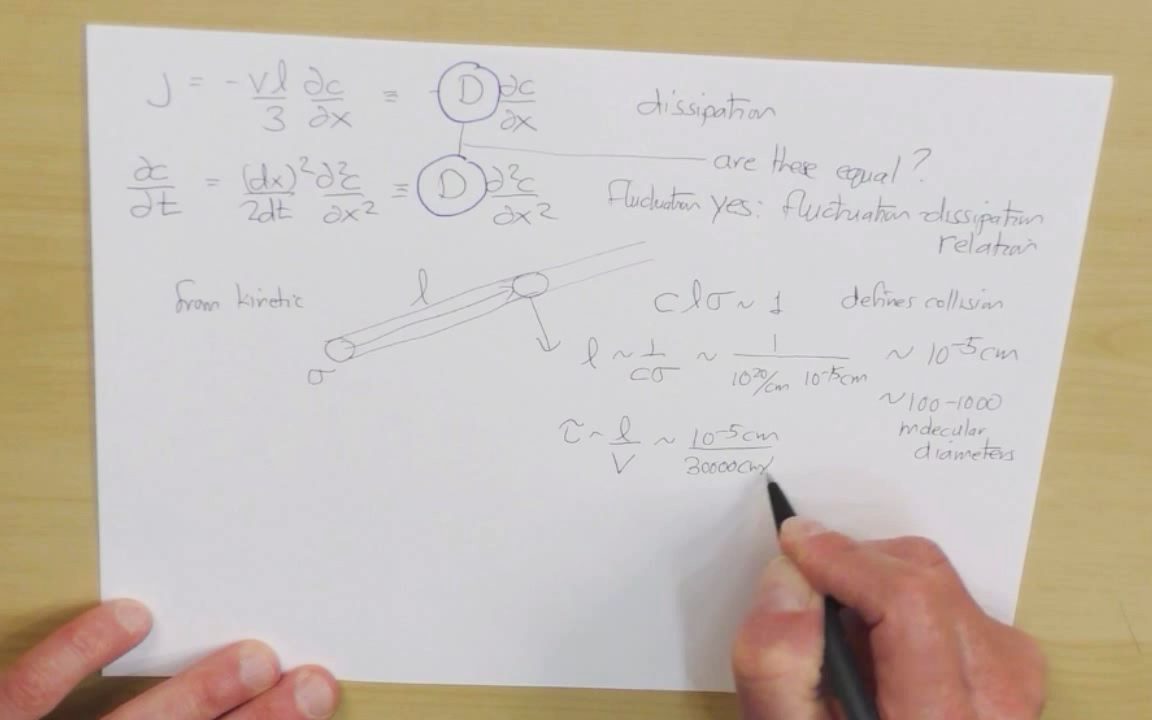 J = -vl/3 ∂c/∂x ≡ -D ∂c/∂x dissipation
are these equal?
∂c/∂t = (dx)²/2dt ∂²c/∂x² ≡ D ∂²c/∂x² Fluctuation yes: fluctuation-dissipation
relation
from kinetic l clσ ~ 1 defines collision
σ l ~ 1/cσ ~ 1/10²⁰/cm 10⁻¹⁵cm ~ 10⁻⁵cm
~100-1000
molecular
diameters
τ ~ l/v ~ 10⁻⁵cm/30000cm/